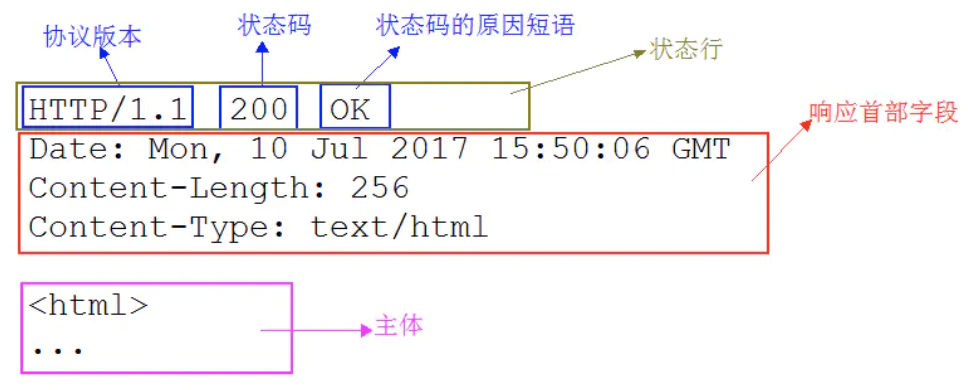 协议版本 状态码 状态码的原因短语 状态行
HTTP/1.1 200 OK
响应首部字段
Date: Mon, 10 Jul 2017 15:50:06 GMT
Content-Length: 256
Content-Type: text/html
<html>
主体
...